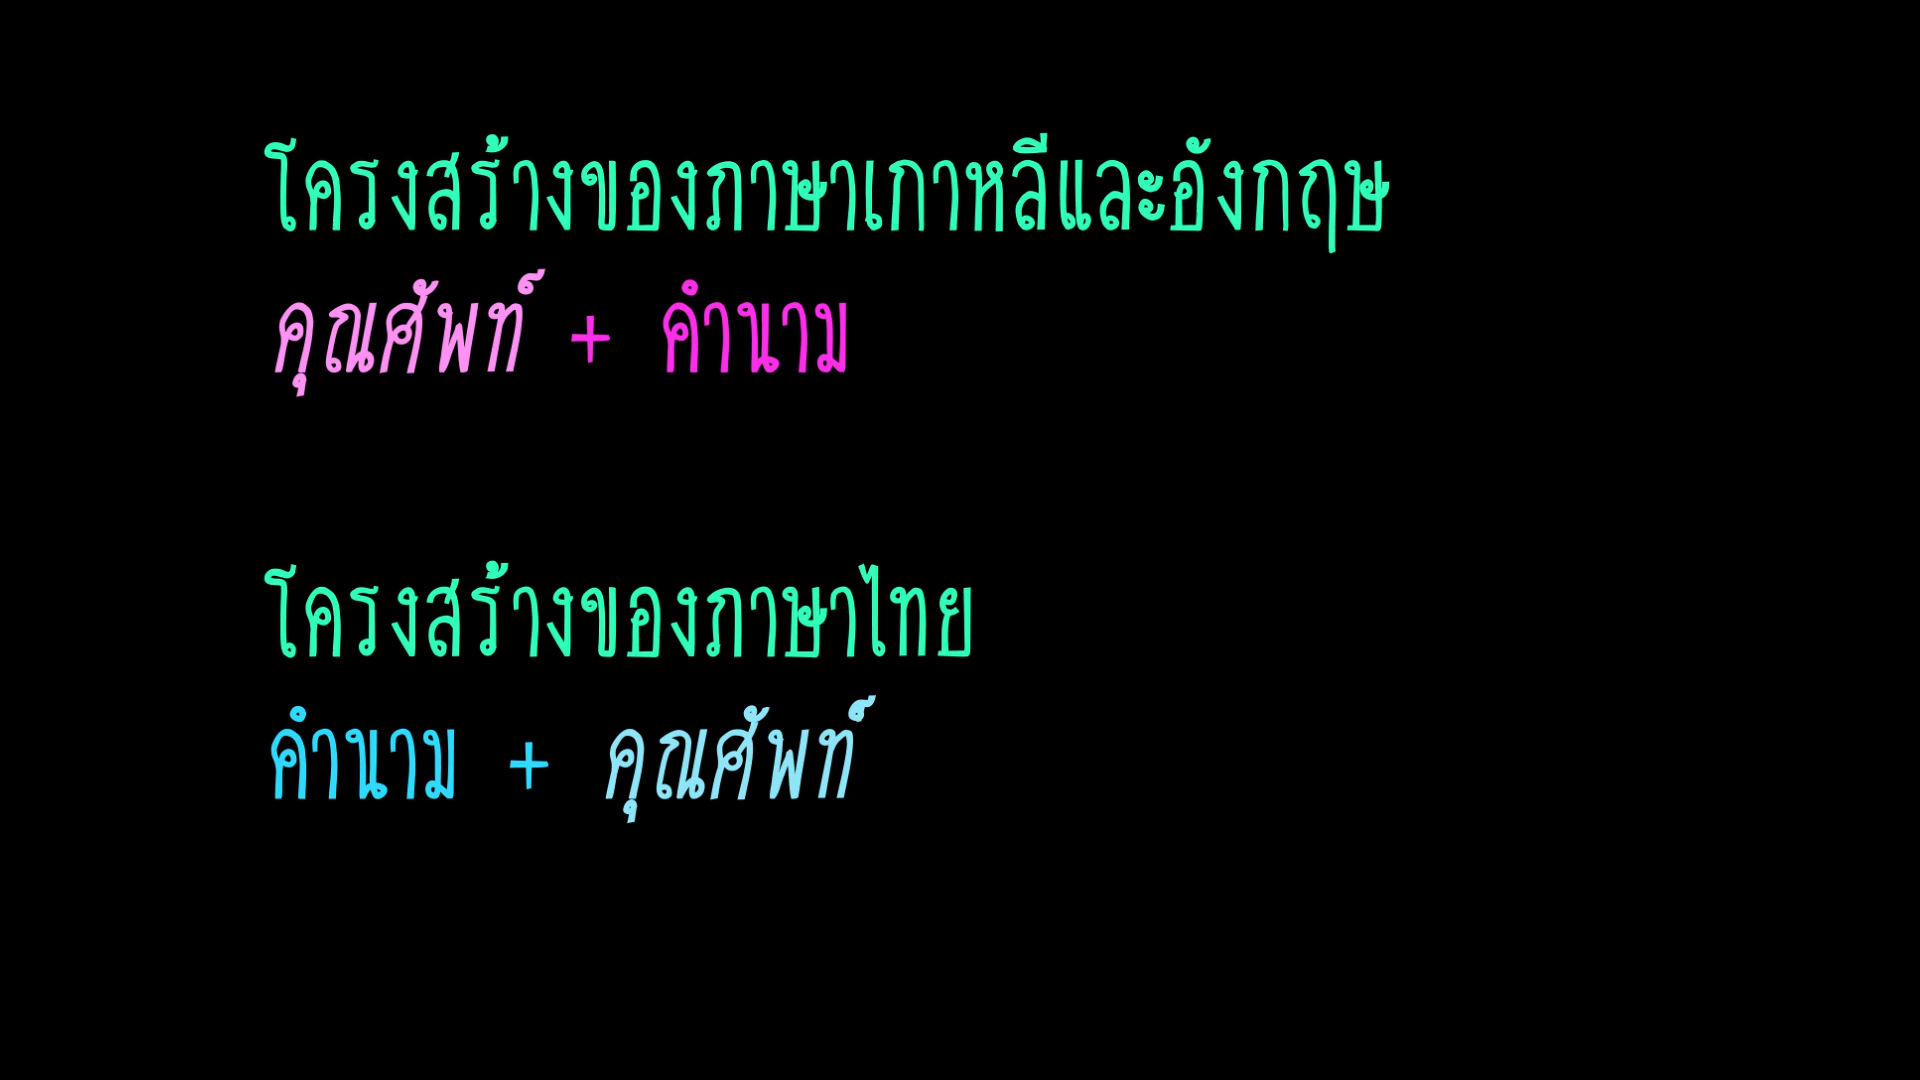 โครงสร้างของภาษาเกาหลีและอังกฤษ
คุณศัพท์ + คำนาม
โครงสร้างของภาษาไทย
คำนาม + คุณศัพท์